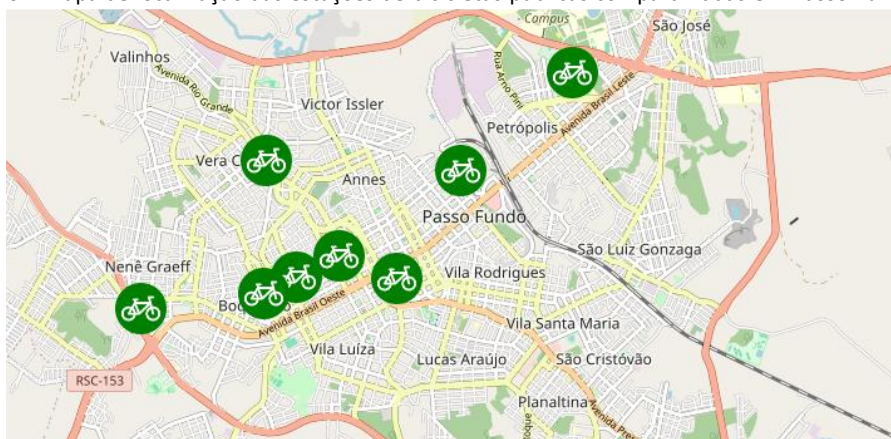 Campus
São José
Valinhos
Avenida Rio Grande
Rua Arno Pini
Avenida Brasil Leste
Victor Issler
Petrópolis
Vera C
Annes
Passo Fundo
São Luiz Gonzaga
Nenê Graeff
Vila Rodrigues
Avenida Brasil Oeste
Vila Santa Maria
Vila Luíza
Lucas Araújo
São Cristóvão
RSC-153
Planaltina
Avenida Pre